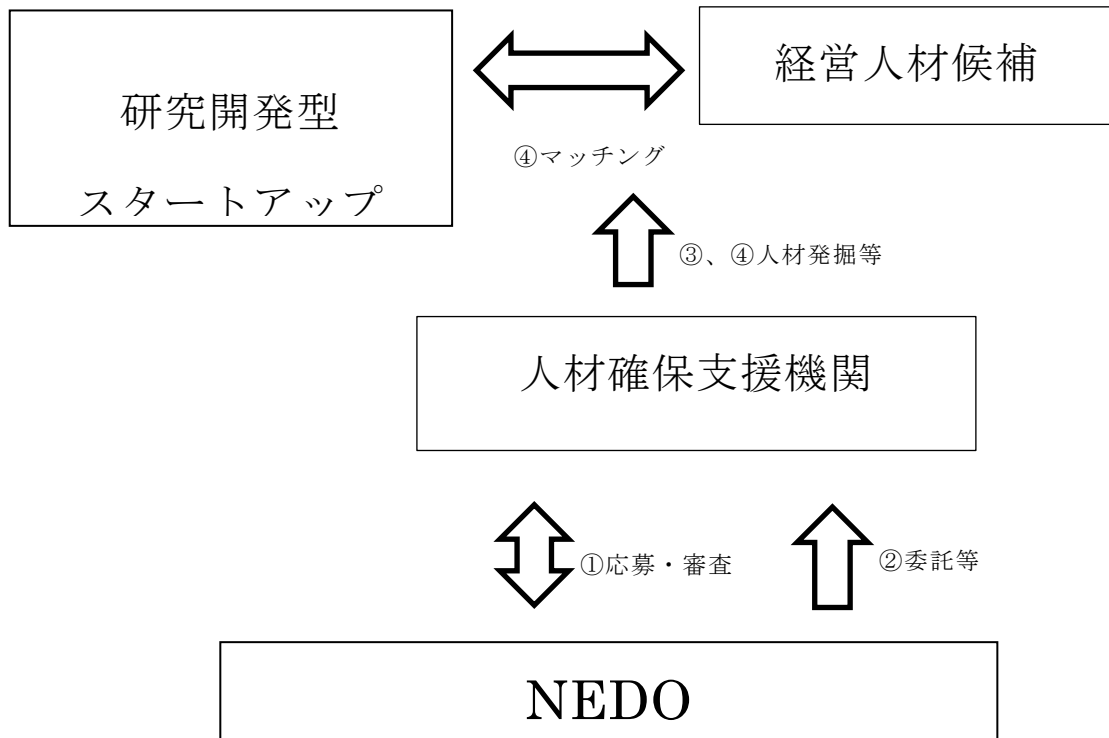 研究開発型
スタートアップ
経営人材候補
④マッチング
③、④人材発掘等
人材確保支援機関
①応募・審査
②委託等
NEDO